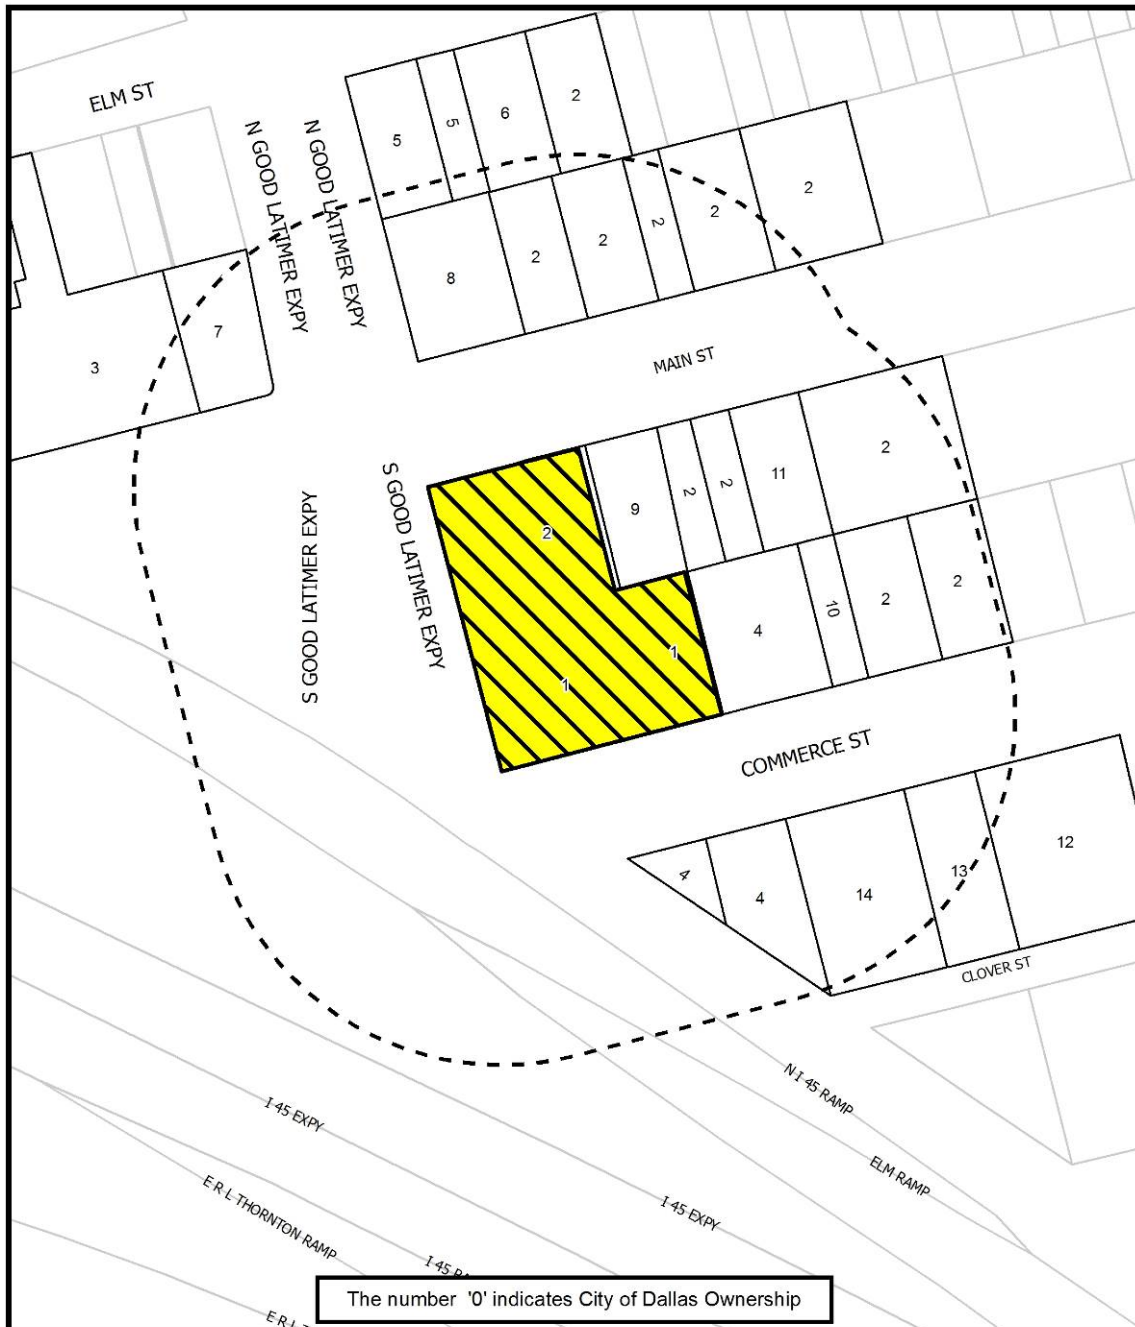 ELM ST
N GOOD LATIMER EXPY
N GOOD LATIMER EXPY
5
5
6
2
8
2
2
2
2
2
7
3
MAIN ST
S GOOD LATIMER EXPY
S GOOD LATIMER EXPY
2
1
1
9
2
2
11
2
4
10
2
2
COMMERCE ST
4
4
14
13
12
CLOVER ST
N I 45 RAMP
ELM RAMP
I 45 EXPY
I 45 EXPY
E R L THORNTON RAMP
I 45
E R L
The number '0' indicates City of Dallas Ownership